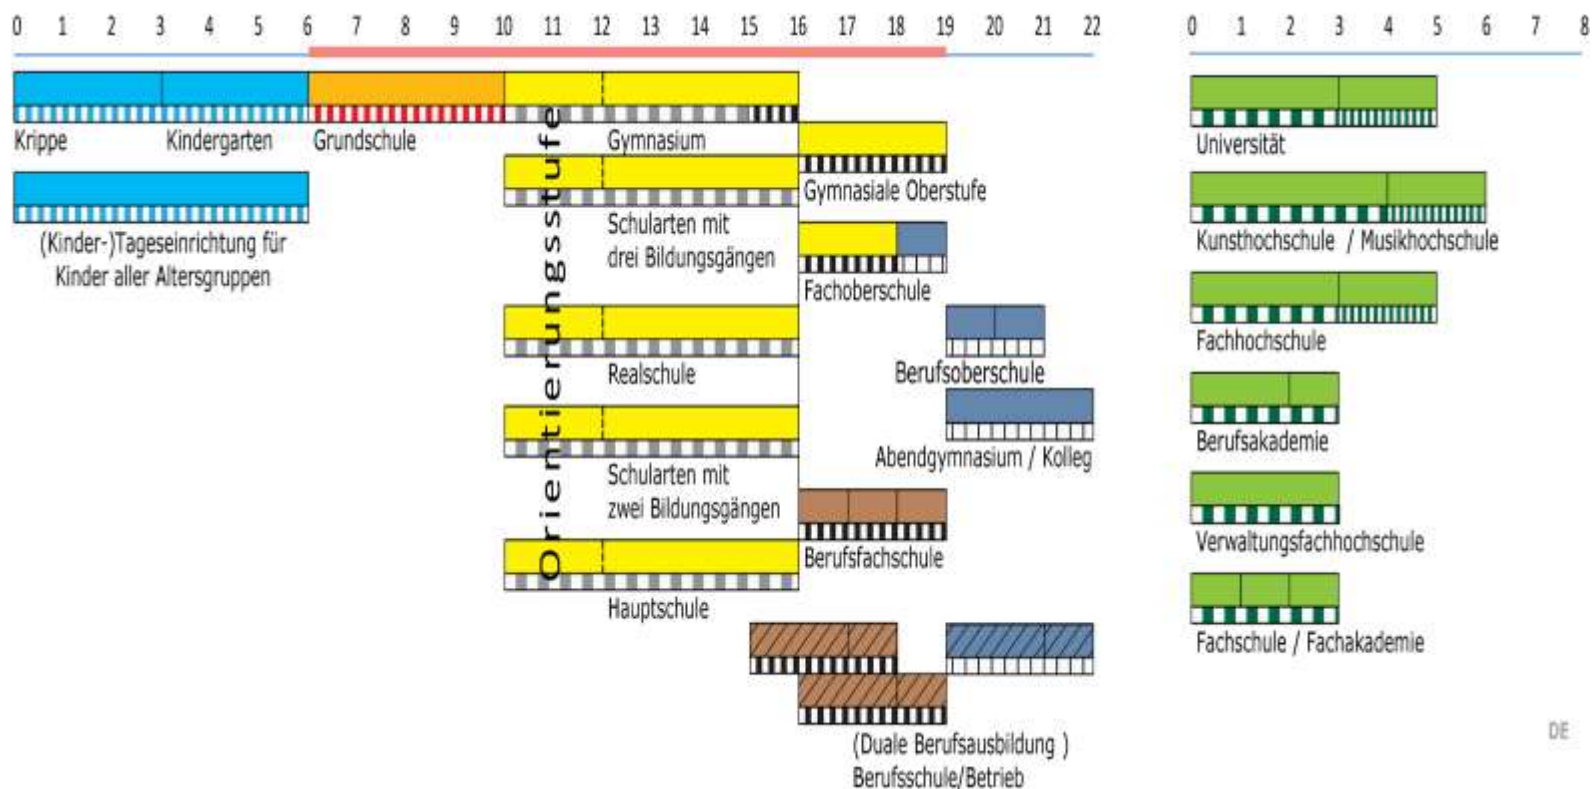 0 1 2 3 4 5 6 7 8 9 10 11 12 13 14 15 16 17 18 19 20 21 22
0 1 2 3 4 5 6 7 8
Krippe
Kindergarten
Grundschule
Gymnasium
Gymnasiale Oberstufe
(Kinder-)Tageseinrichtung für
Kinder aller Altersgruppen
Orientierungsstufe
Schularten mit
drei Bildungsgängen
Fachoberschule
Realschule
Berufsoberschule
Abendgymnasium / Kolleg
Schularten mit
zwei Bildungsgängen
Berufsfachschule
Hauptschule
(Duale Berufsausbildung )
Berufsschule/Betrieb
Universität
Kunsthochschule / Musikhochschule
Fachhochschule
Berufsakademie
Verwaltungsfachhochschule
Fachschule / Fachakademie
DE